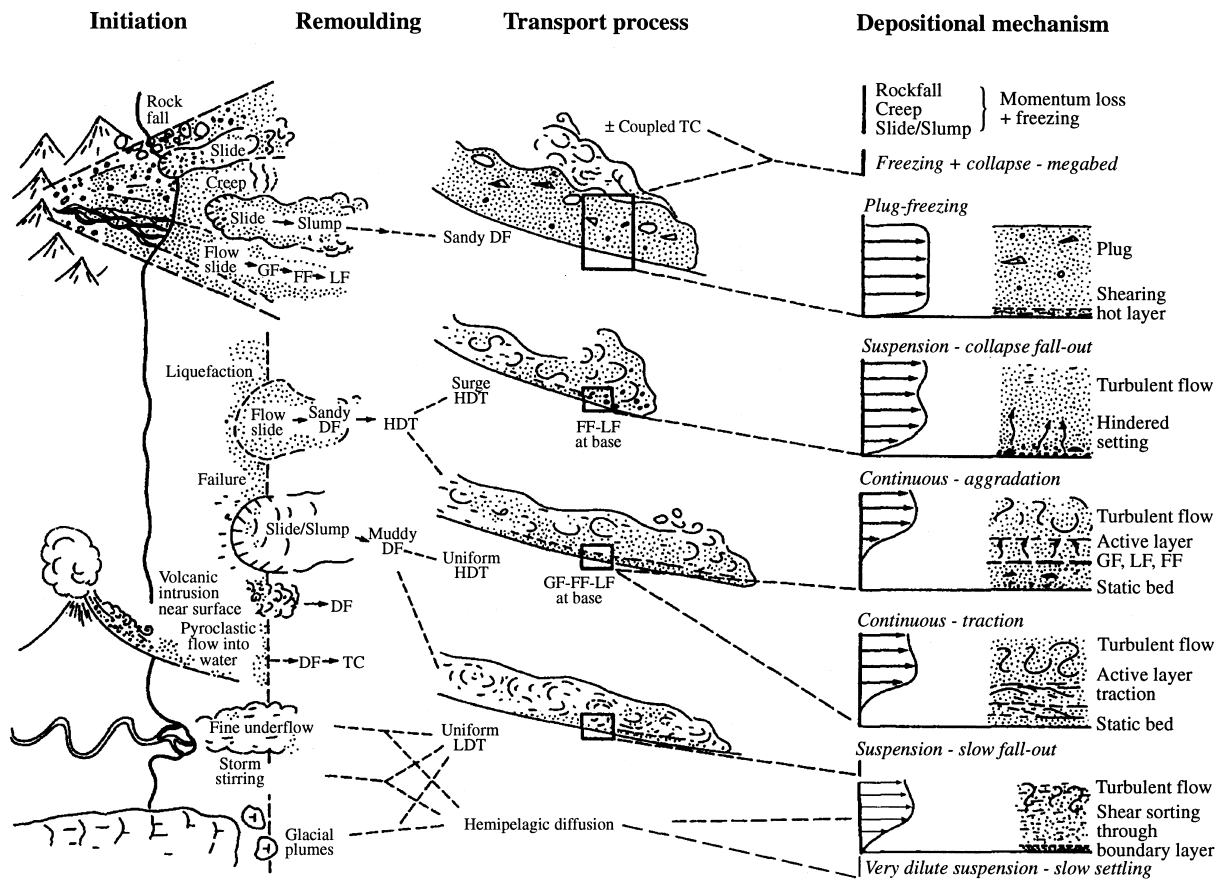 Initiation
Remoulding
Transport process
Depositional mechanism
Rock
fall
Slide
Creep
Slide
Slump
Flow
slide
GF
FF
LF
± Coupled TC
Sandy DF
Rockfall
Creep
Slide/Slump
Momentum loss
+ freezing
Freezing + collapse - megabed
Plug-freezing
Plug
Shearing
hot layer
Liquefaction
Flow
slide
Sandy
DF
HDT
Surge
HDT
FF-LF
at base
Suspension - collapse fall-out
Turbulent flow
Hindered
setting
Failure
Slide/Slump
Muddy
DF
Uniform
HDT
GF-FF-LF
at base
Continuous - aggradation
Turbulent flow
Active layer
GF, LF, FF
Static bed
Volcanic
intrusion
near surface
DF
Pyroclastic
flow into
water
DF
TC
Continuous - traction
Turbulent flow
Active layer
traction
Static bed
Fine underflow
Storm
stirring
Uniform
LDT
Glacial
plumes
Hemipelagic diffusion
Suspension - slow fall-out
Turbulent flow
Shear sorting
through
boundary layer
Very dilute suspension - slow settling